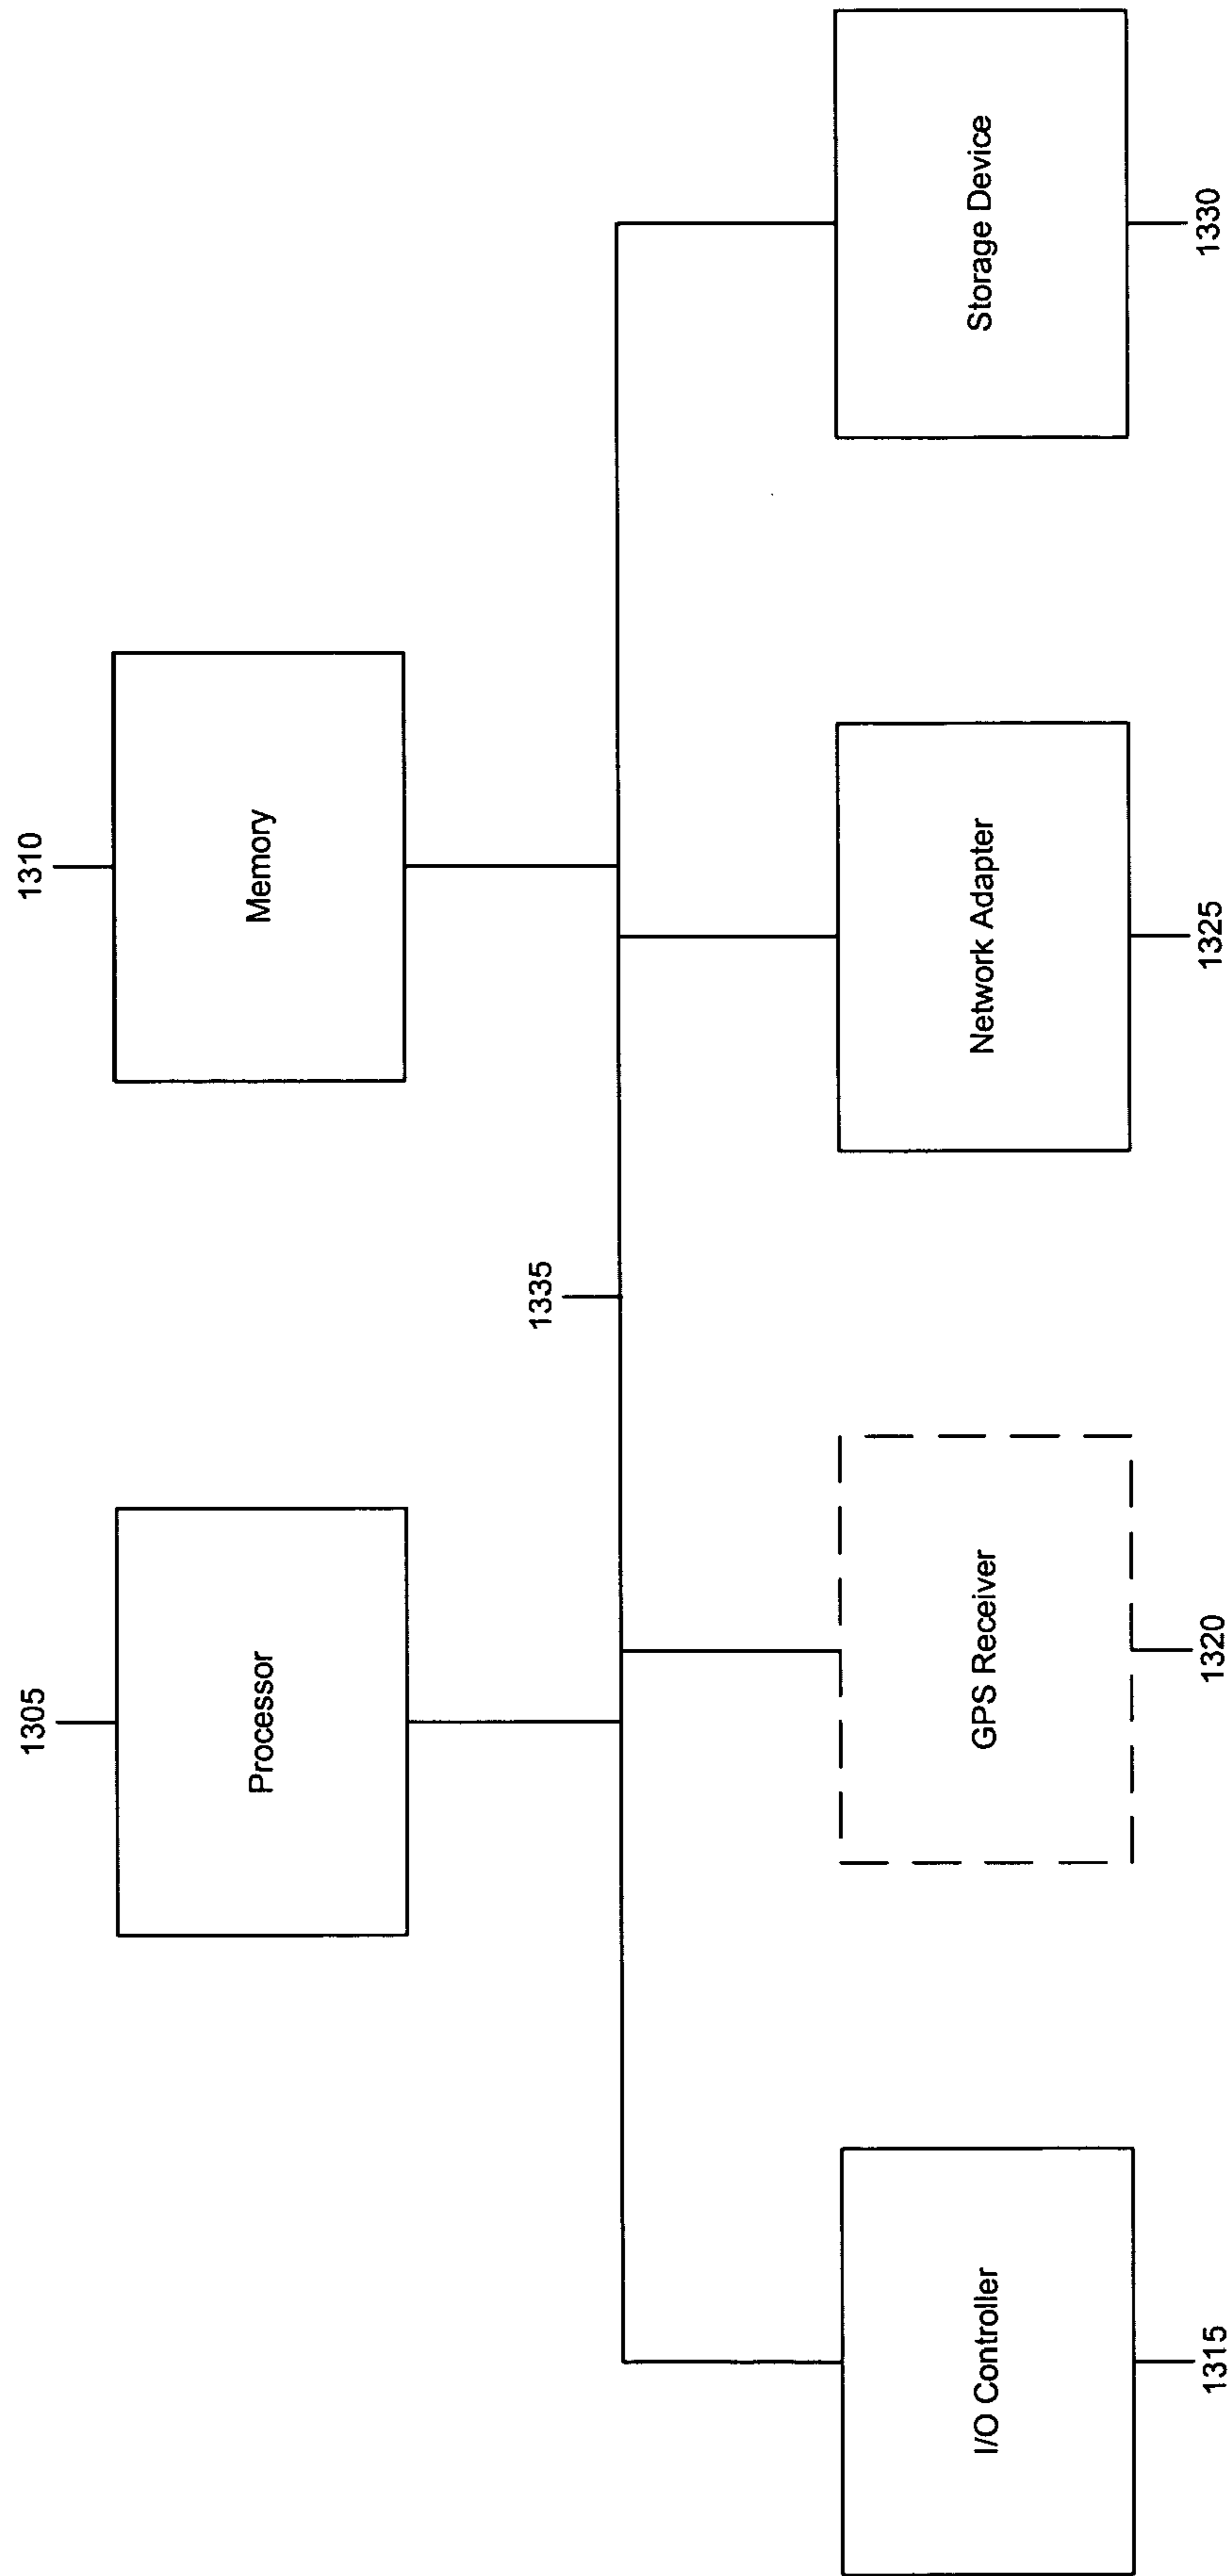 1305
Processor
1310
Memory
1335
I/O Controller
1315
GPS Receiver
1320
Network Adapter
1325
Storage Device
1330